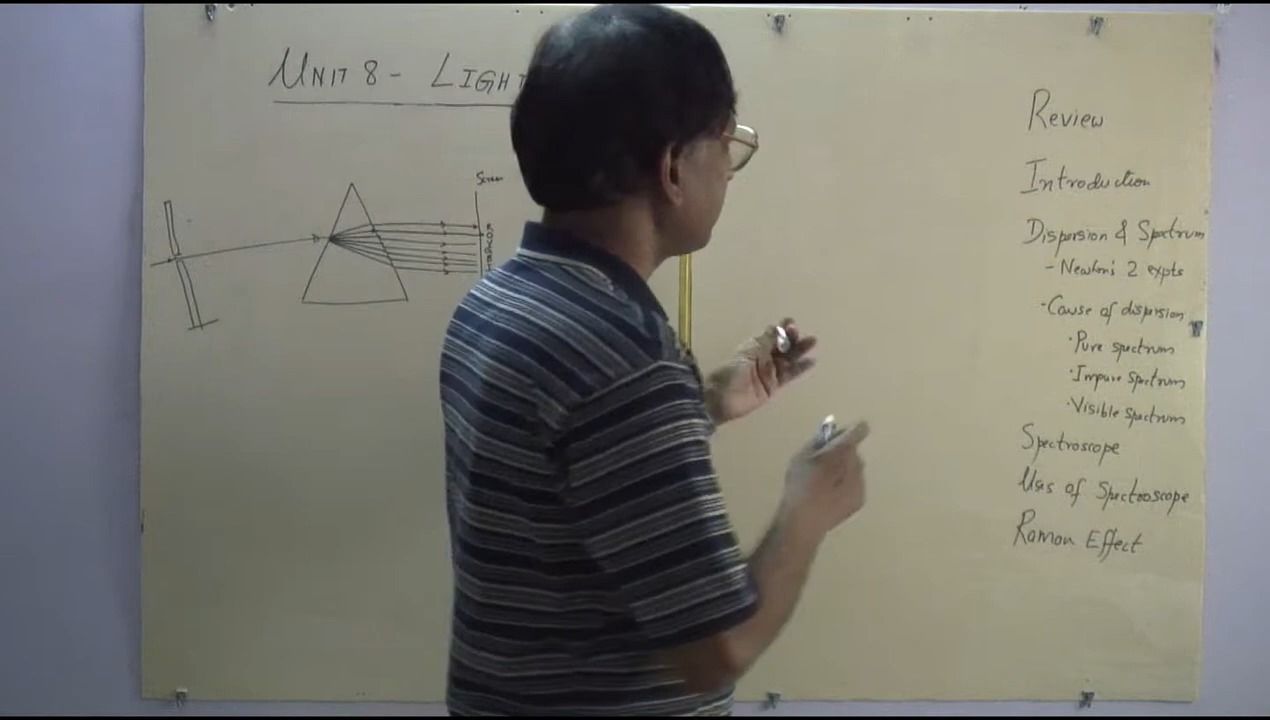 UNIT 8 - LIGHT
Screen
Review
Introduction
Dispersion & Spectrum
- Newton's 2 expts
· Cause of dispersion
· Pure spectrum
· Impure spectrum
· Visible spectrum
Spectroscope
Uses of Spectroscope
Raman Effect